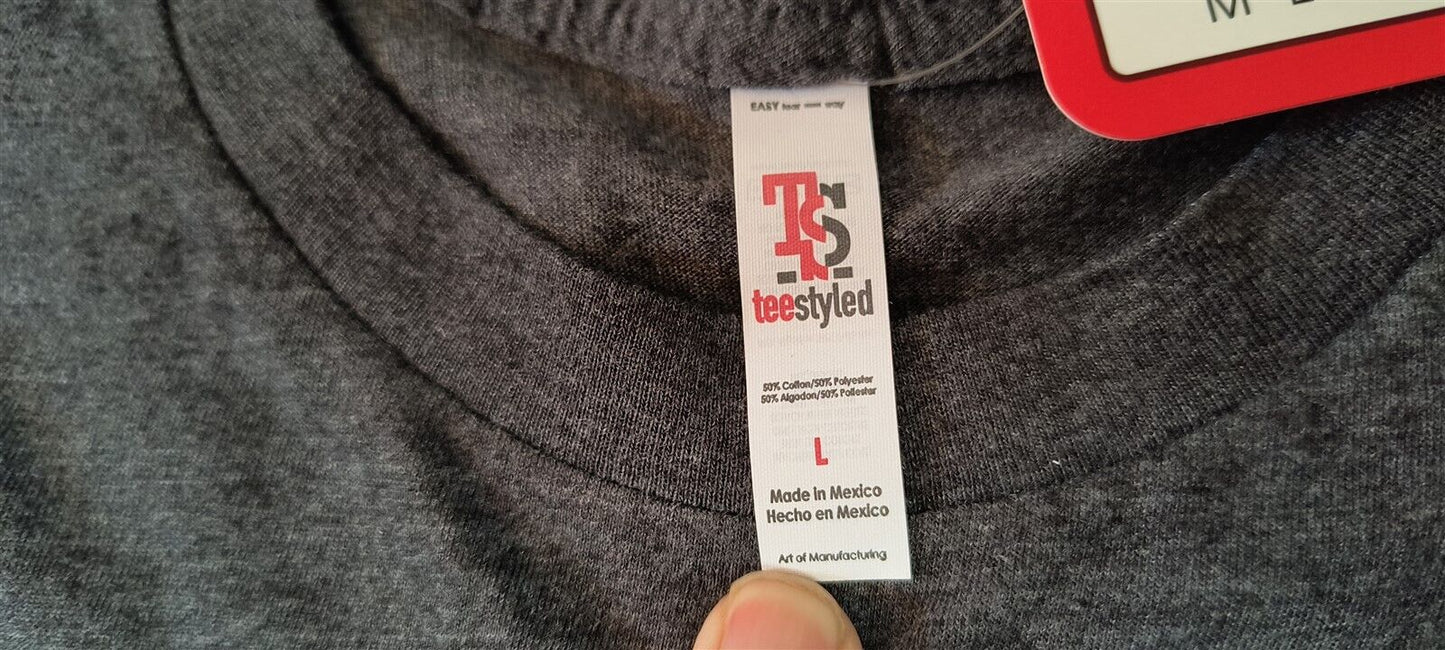 M L
EASY tear away
TS
teestyled
50% Cotton/50% Polyester
50% Algodon/50% Poliester
L
Made in Mexico
Hecho en Mexico
Art of Manufacturing